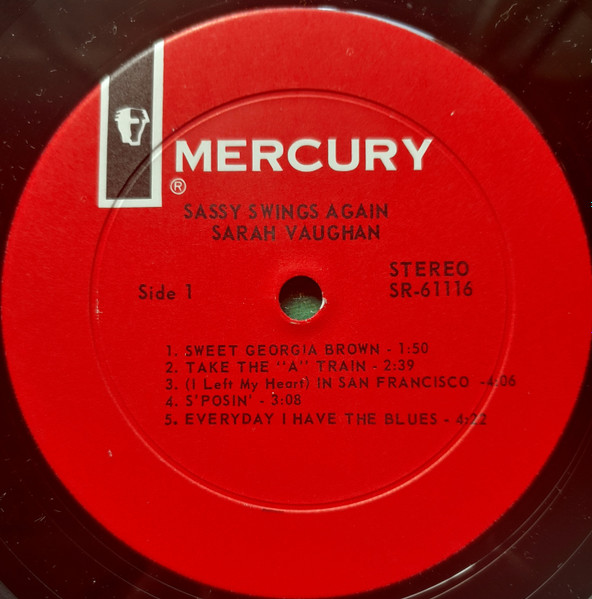 MERCURY
®
SASSY SWINGS AGAIN
SARAH VAUGHAN
Side 1
STEREO
SR-61116
1. SWEET GEORGIA BROWN - 1:50
2. TAKE THE "A" TRAIN - 2:39
3. (I Left My Heart) IN SAN FRANCISCO -4:06
4. S'POSIN' - 3:08
5. EVERYDAY I HAVE THE BLUES - 4:22